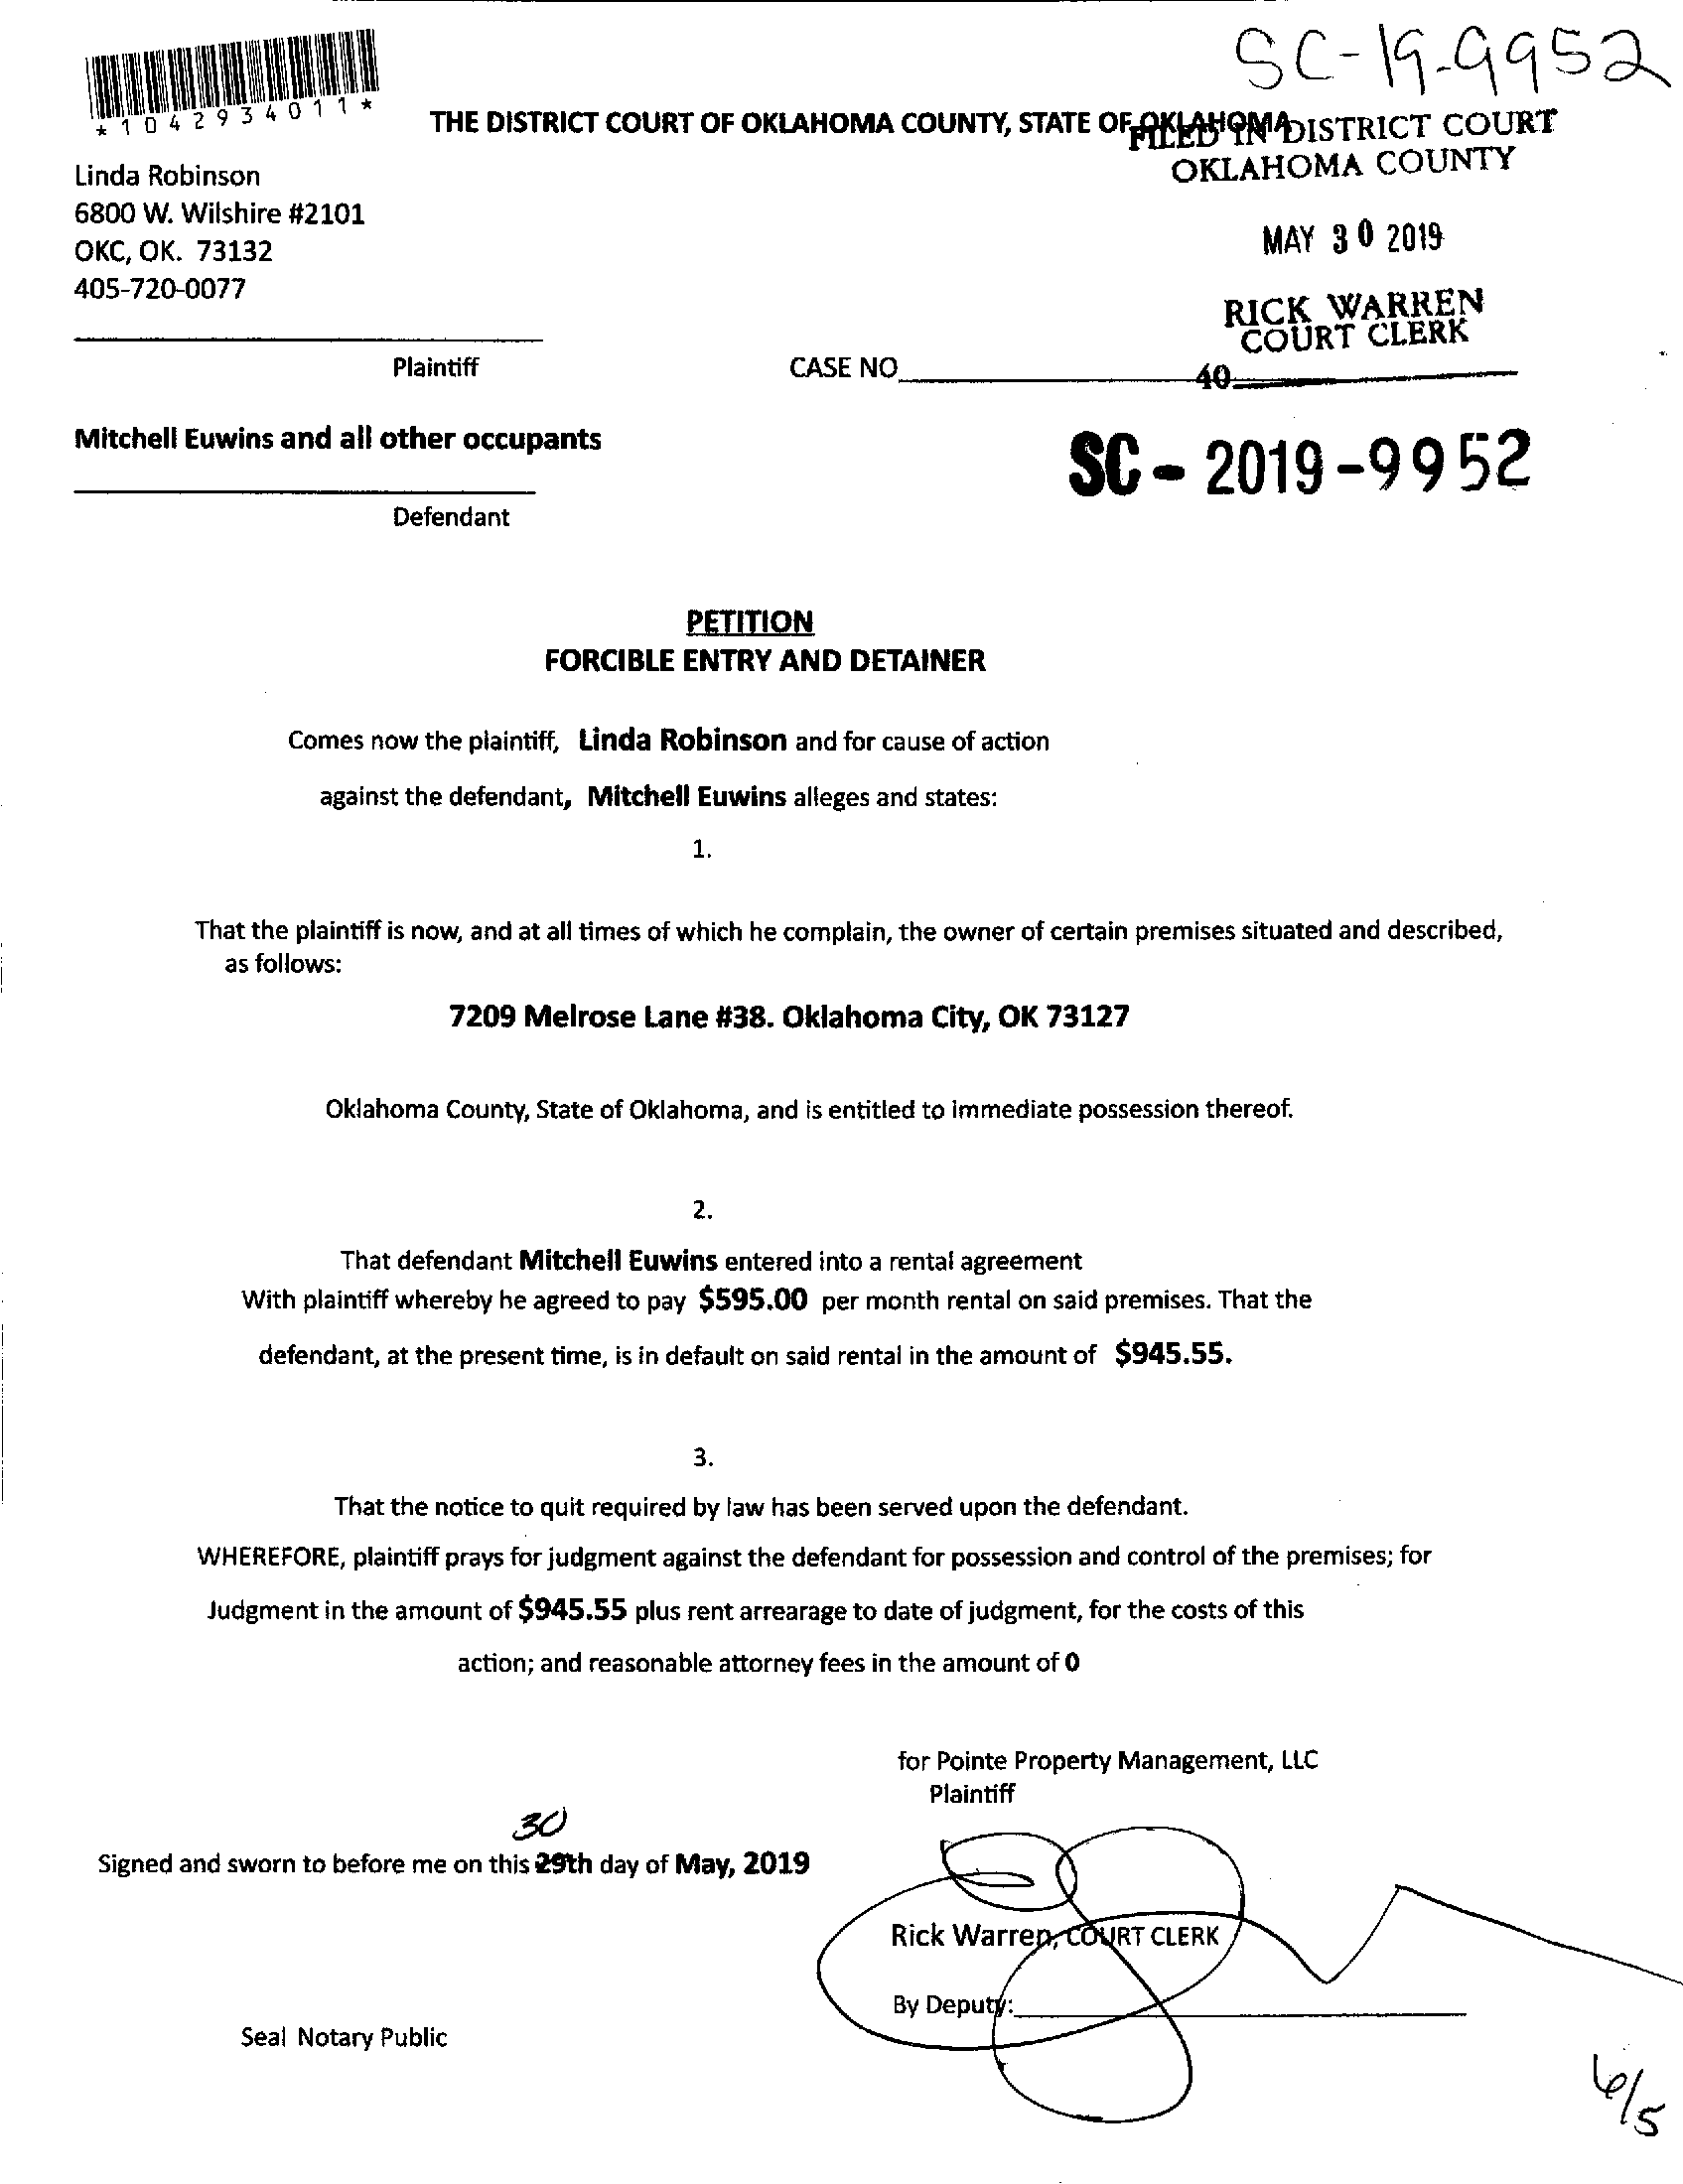 SC-19-9952
*1042934011*
THE DISTRICT COURT OF OKLAHOMA COUNTY, STATE OF OKLAHOMA
FILED IN DISTRICT COURT
OKLAHOMA COUNTY
Linda Robinson
6800 W. Wilshire #2101
OKC, OK. 73132
405-720-0077
MAY 30 2019
RICK WARREN
COURT CLERK
Plaintiff
CASE NO
40
Mitchell Euwins and all other occupants
SC - 2019 - 9952
Defendant
PETITION
FORCIBLE ENTRY AND DETAINER
Comes now the plaintiff, Linda Robinson and for cause of action
against the defendant, Mitchell Euwins alleges and states:
1.
That the plaintiff is now, and at all times of which he complain, the owner of certain premises situated and described,
as follows:
7209 Melrose Lane #38. Oklahoma City, OK 73127
Oklahoma County, State of Oklahoma, and is entitled to immediate possession thereof.
2.
That defendant Mitchell Euwins entered into a rental agreement
With plaintiff whereby he agreed to pay $595.00 per month rental on said premises. That the
defendant, at the present time, is in default on said rental in the amount of $945.55.
3.
That the notice to quit required by law has been served upon the defendant.
WHEREFORE, plaintiff prays for judgment against the defendant for possession and control of the premises; for
Judgment in the amount of $945.55 plus rent arrearage to date of judgment, for the costs of this
action; and reasonable attorney fees in the amount of 0
for Pointe Property Management, LLC
Plaintiff
30
Signed and sworn to before me on this 29th day of May, 2019
Rick Warren, COURT CLERK
By Deputy:
Seal Notary Public
6/5